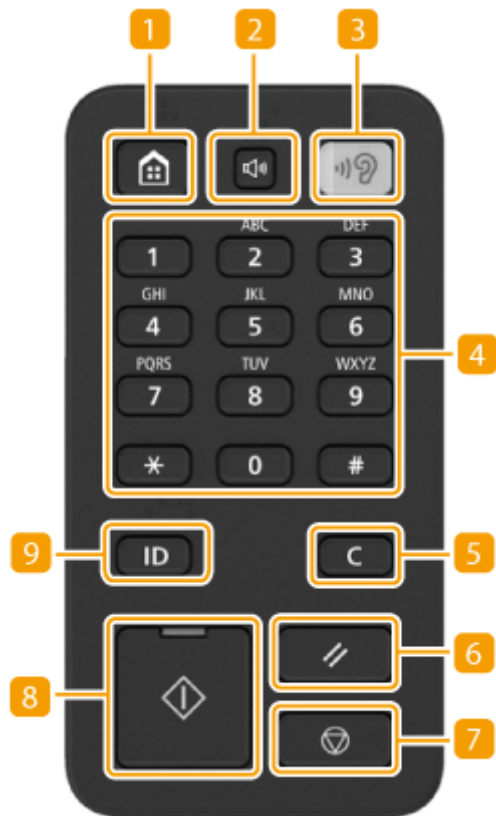 1 2 3
ABC DEF
1 2 3
GHI JKL MNO
4 5 6
4
PQRS TUV WXYZ
7 8 9
* 0 #
9 ID C 5
6
8
7